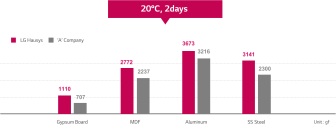 20℃, 2days
LG Hausys
'A' Company
1110
707
2772
2237
3673
3216
3141
2300
Gypsum Board
MDF
Aluminum
SS Steel
Unit : gf